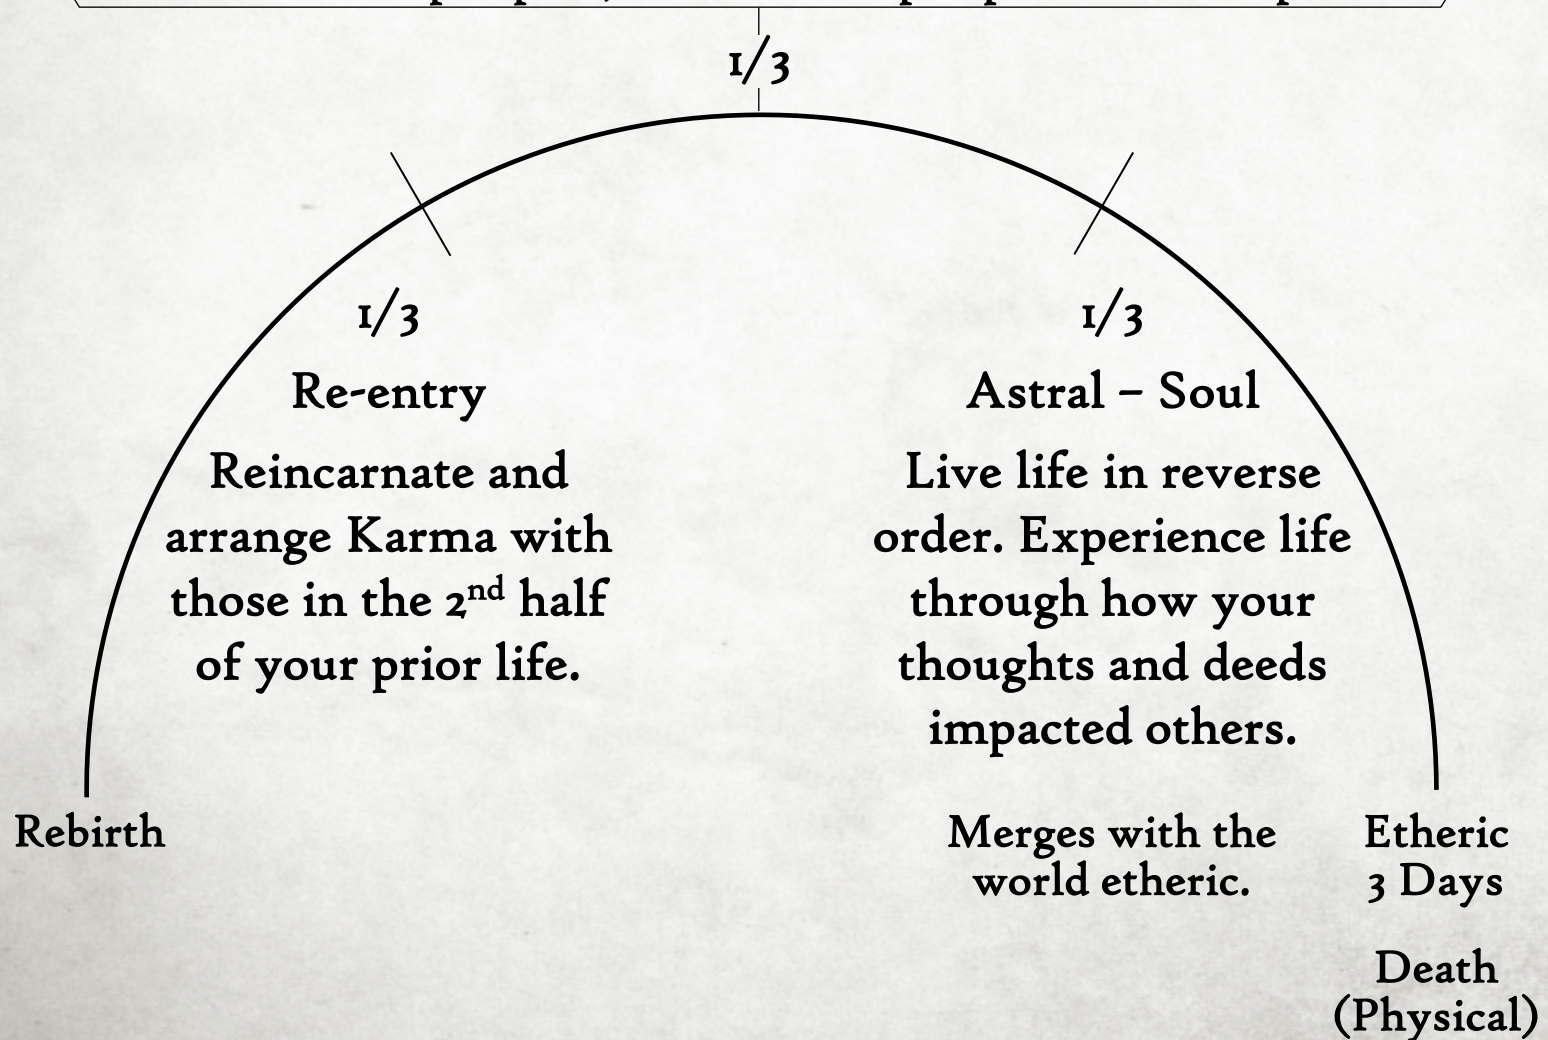 1/3
1/3
Re-entry
Reincarnate and
arrange Karma with
those in the 2nd half
of your prior life.
1/3
Astral – Soul
Live life in reverse
order. Experience life
through how your
thoughts and deeds
impacted others.
Rebirth
Merges with the
world etheric.
Etheric
3 Days
Death
(Physical)